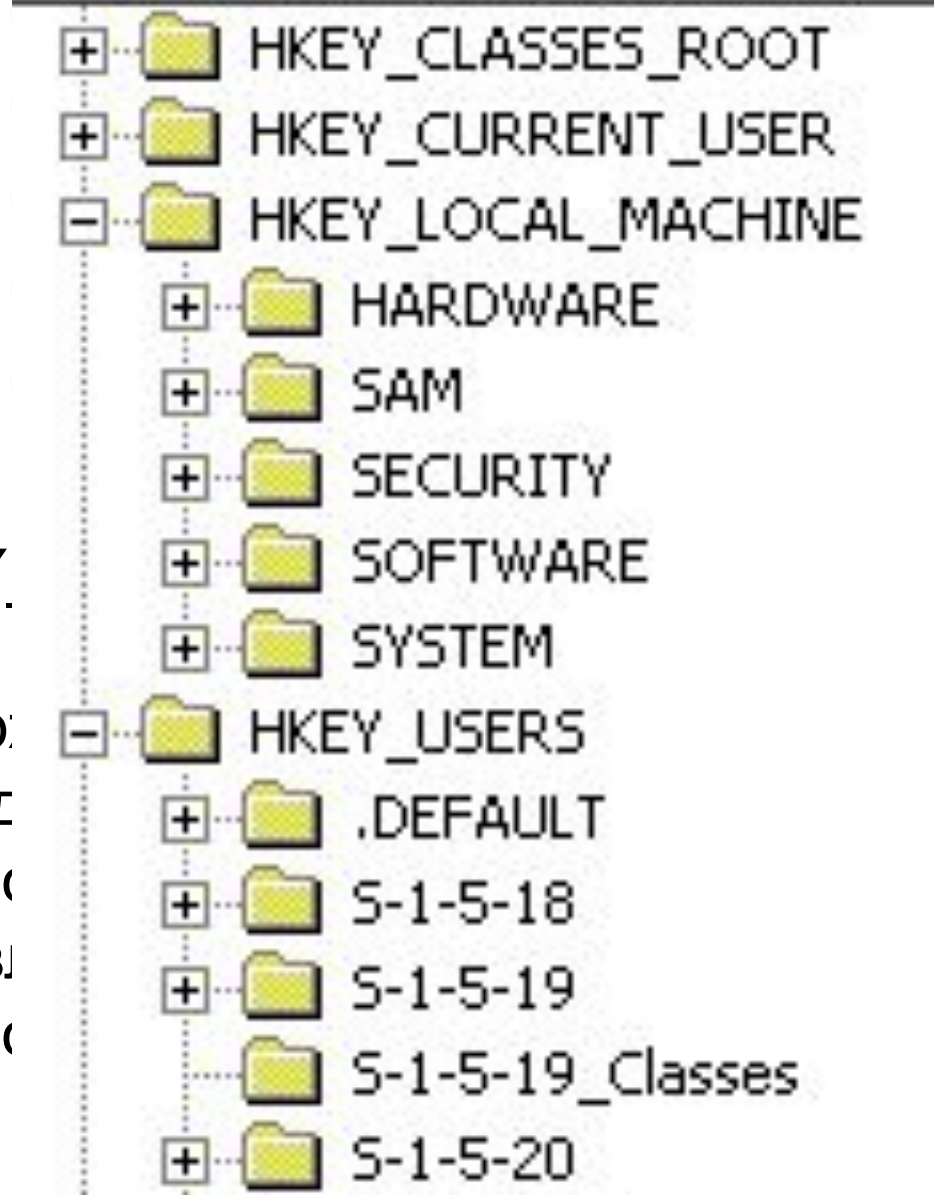 HKEY_CLASSES_ROOT
HKEY_CURRENT_USER
HKEY_LOCAL_MACHINE
HARDWARE
SAM
SECURITY
SOFTWARE
SYSTEM
HKEY_USERS
.DEFAULT
S-1-5-18
S-1-5-19
S-1-5-19_Classes
S-1-5-20